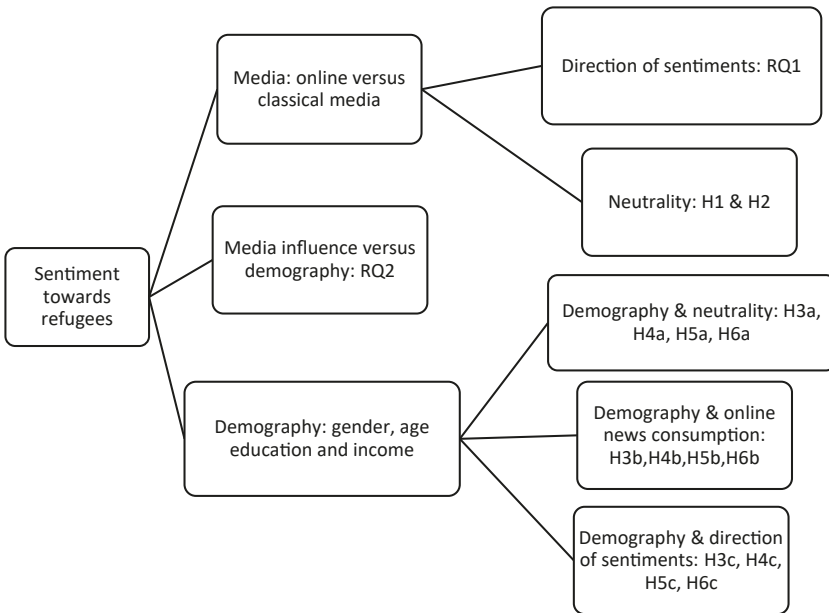 Sentiment
towards
refugees
Media: online versus
classical media
Media influence versus
demography: RQ2
Demography: gender, age
education and income
Direction of sentiments: RQ1
Neutrality: H1 & H2
Demography & neutrality: H3a,
H4a, H5a, H6a
Demography & online
news consumption:
H3b,H4b,H5b,H6b
Demography & direction
of sentiments: H3c, H4c,
H5c, H6c